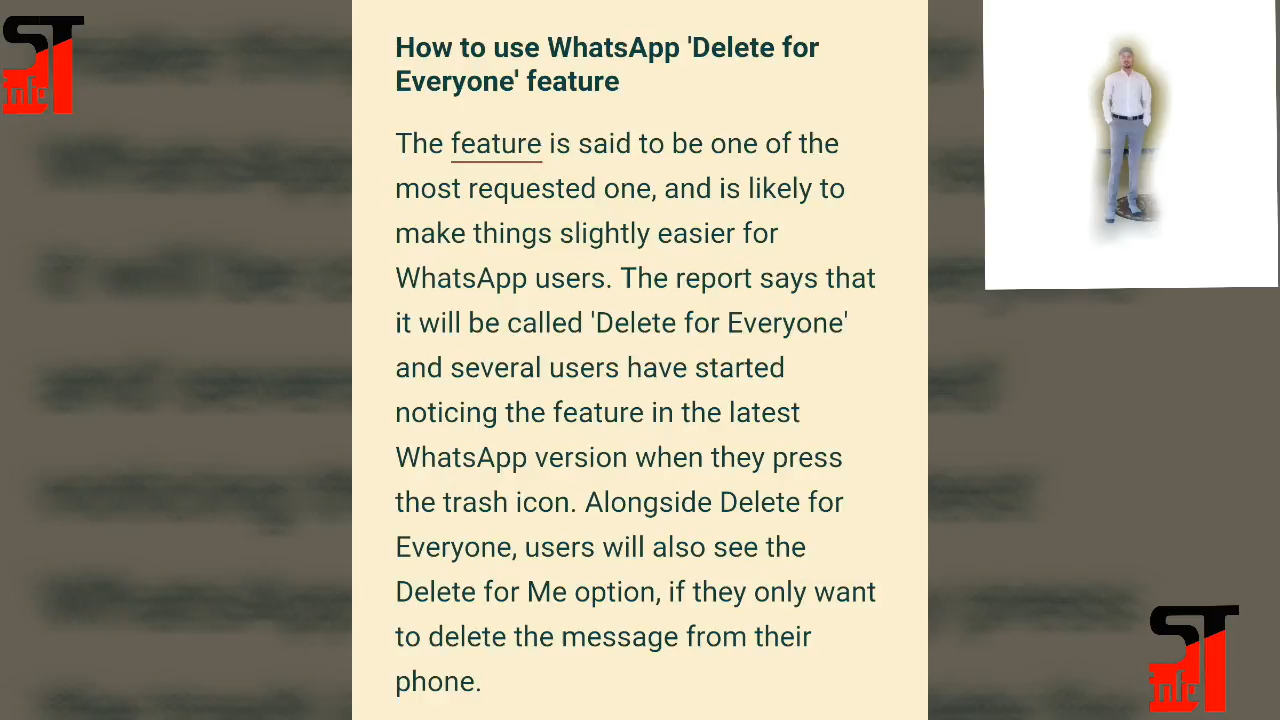 How to use WhatsApp 'Delete for
Everyone' feature
The feature is said to be one of the
most requested one, and is likely to
make things slightly easier for
WhatsApp users. The report says that
it will be called 'Delete for Everyone'
and several users have started
noticing the feature in the latest
WhatsApp version when they press
the trash icon. Alongside Delete for
Everyone, users will also see the
Delete for Me option, if they only want
to delete the message from their
phone.
ST
Info
ST
Info